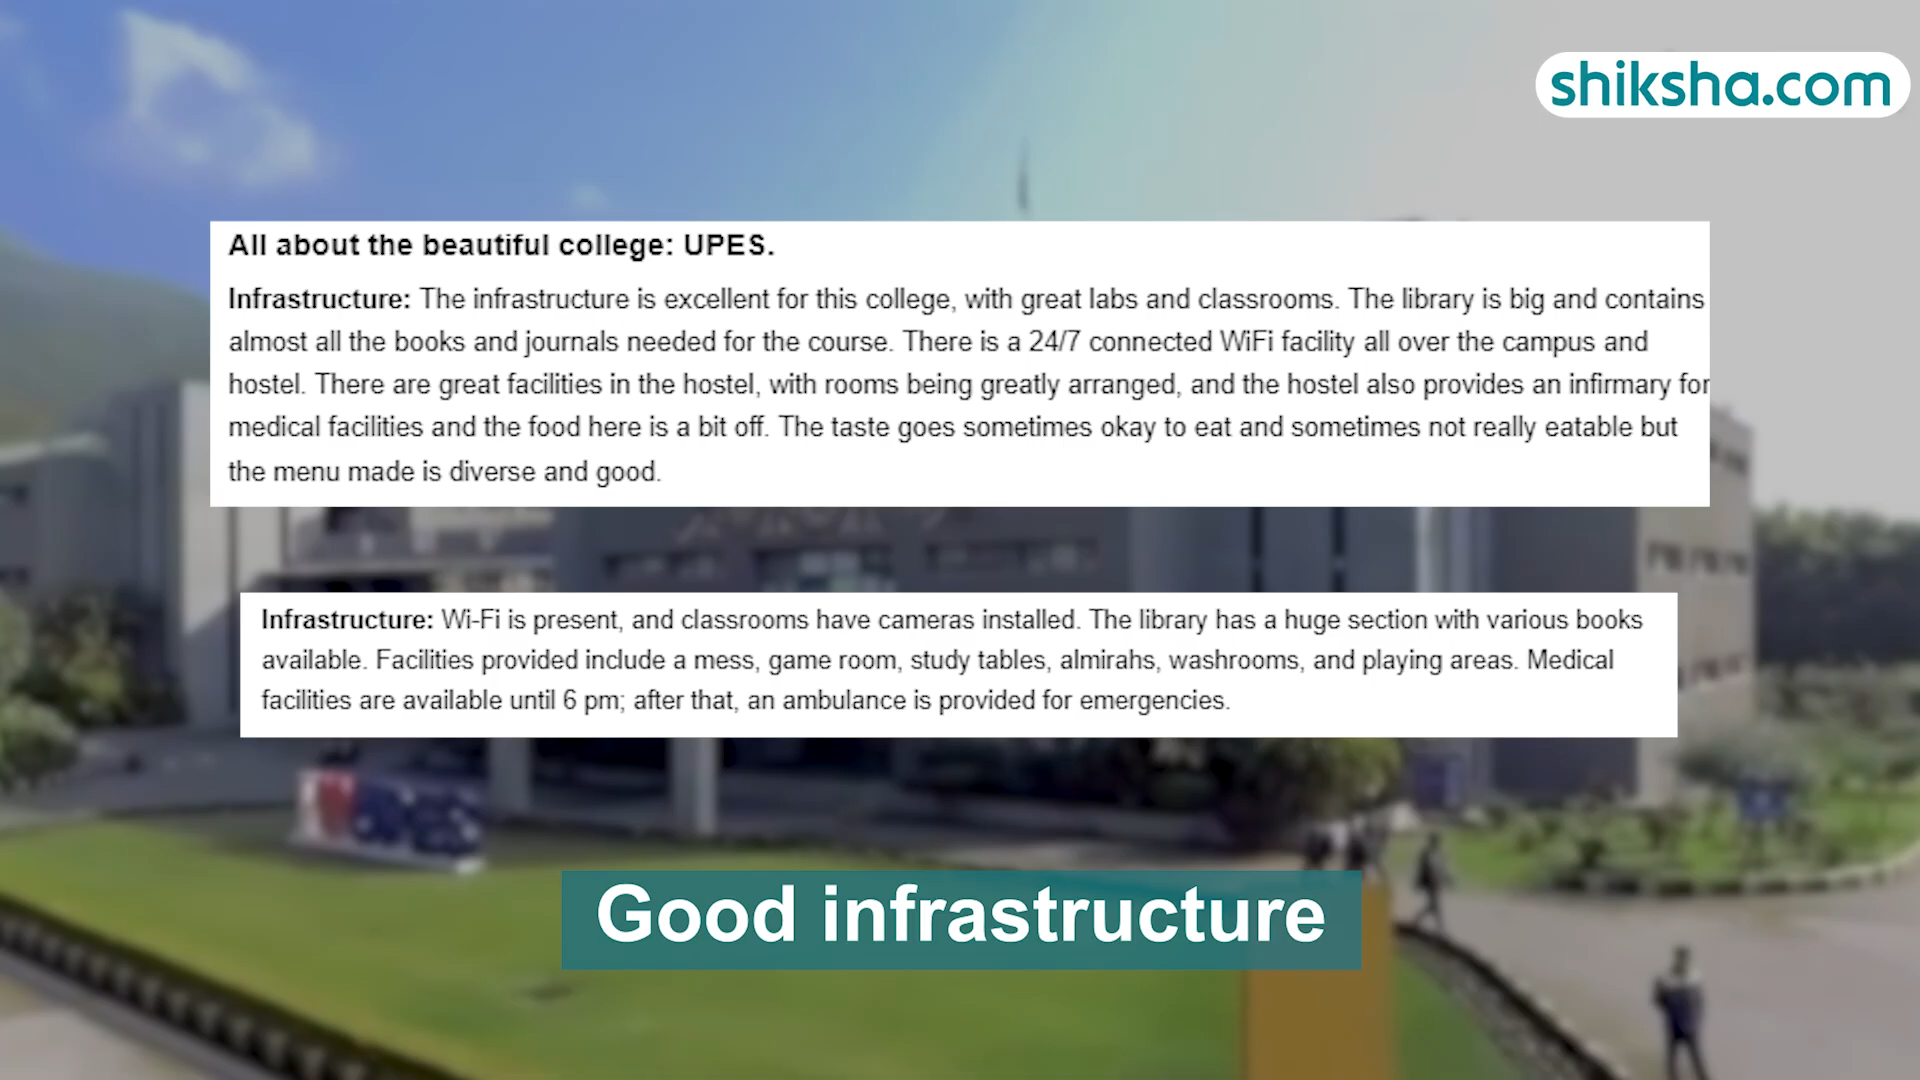 shiksha.com
All about the beautiful college: UPES.
Infrastructure: The infrastructure is excellent for this college, with great labs and classrooms. The library is big and contains
almost all the books and journals needed for the course. There is a 24/7 connected WiFi facility all over the campus and
hostel. There are great facilities in the hostel, with rooms being greatly arranged, and the hostel also provides an infirmary for
medical facilities and the food here is a bit off. The taste goes sometimes okay to eat and sometimes not really eatable but
the menu made is diverse and good.
Infrastructure: Wi-Fi is present, and classrooms have cameras installed. The library has a huge section with various books
available. Facilities provided include a mess, game room, study tables, almirahs, washrooms, and playing areas. Medical
facilities are available until 6 pm; after that, an ambulance is provided for emergencies.
UPES
Good infrastructure